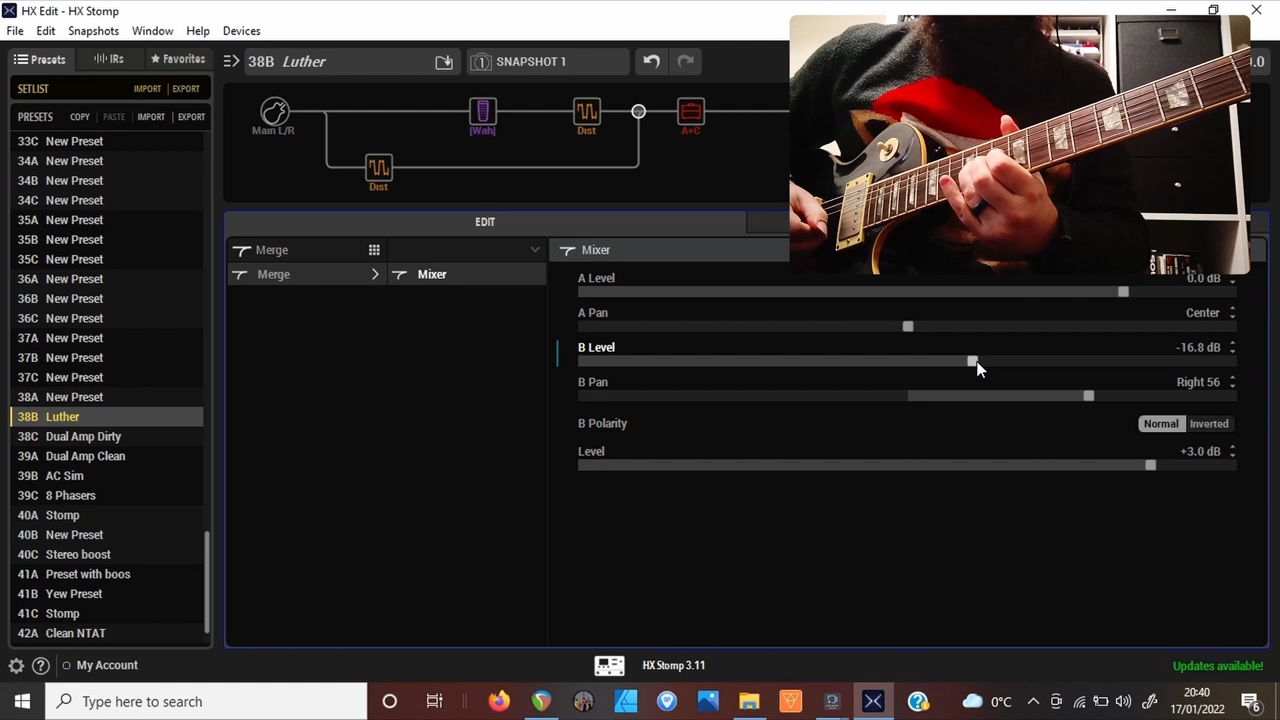 HX Edit - HX Stomp
File Edit Snapshots Window Help Devices
Presets IRs Favorites
38B Luther
1 SNAPSHOT 1
.0
SETLIST IMPORT EXPORT
PRESETS COPY PASTE IMPORT EXPORT
Main L/R [Wah] Dist A+C
Dist
33C New Preset
34A New Preset
34B New Preset
34C New Preset
35A New Preset
35B New Preset
35C New Preset
36A New Preset
36B New Preset
36C New Preset
37A New Preset
37B New Preset
37C New Preset
38A New Preset
38B Luther
38C Dual Amp Dirty
39A Dual Amp Clean
39B AC Sim
39C 8 Phasers
40A Stomp
40B New Preset
40C Stereo boost
41A Preset with boos
41B Yew Preset
41C Stomp
42A Clean NTAT
EDIT
Merge
Merge Mixer
Mixer
A Level 0.0 dB
A Pan Center
B Level -16.8 dB
B Pan Right 56
B Polarity Normal Inverted
Level +3.0 dB
My Account
HX Stomp 3.11
Updates available!
Type here to search
0°C
20:40
17/01/2022
6